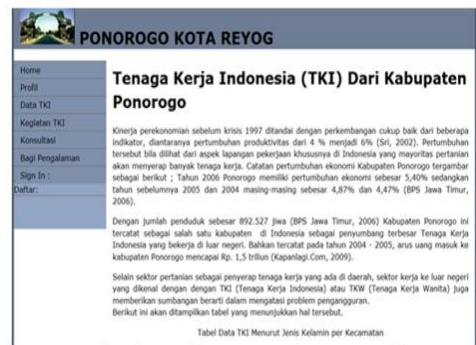 PONOROGO KOTA REYOG
Home
Profil
Data TKI
Kegiatan TKI
Konsultasi
Bagi Pengalaman
Sign In :
Daftar:
Tenaga Kerja Indonesia (TKI) Dari Kabupaten
Ponorogo
Kinerja perekonomian sebelum krisis 1997 ditandai dengan perkembangan cukup baik dari beberapa
indikator, diantaranya pertumbuhan produktivitas dari 4 % menjadi 6% (Sri, 2002). Pertumbuhan
tersebut bila dilihat dari aspek lapangan pekerjaan khususnya di Indonesia yang mayoritas pertanian
akan menyerap banyak tenaga kerja. Catatan pertumbuhan ekonomi Kabupaten Ponorogo tergambar
sebagai berikut ; Tahun 2006 Ponorogo memiliki pertumbuhan ekonomi sebesar 5,40% sedangkan
tahun sebelumnya 2005 dan 2004 masing-masing sebesar 4,87% dan 4,47% (BPS Jawa Timur,
2006).
Dengan jumlah penduduk sebesar 892.527 jiwa (BPS Jawa Timur, 2006) Kabupaten Ponorogo ini
tercatat sebagai salah satu kabupaten di Indonesia sebagai penyumbang terbesar Tenaga Kerja
Indonesia yang bekerja di luar negeri. Bahkan tercatat pada tahun 2004 - 2005, arus uang masuk ke
kabupaten Ponorogo mencapai Rp. 1,5 triliun (Kapanlagi.Com, 2009).
Selain sektor pertanian sebagai penyerap tenaga kerja yang ada di daerah, sektor kerja ke luar negeri
yang dikenal dengan dengan TKI (Tenaga Kerja Indonesia) atau TKW (Tenaga Kerja Wanita) juga
memberikan sumbangan berarti dalam mengatasi problem pengangguran.
Berikut ini akan ditampilkan tabel yang menunjukkan hal tersebut.
Tabel Data TKI Menurut Jenis Kelamin per Kecamatan